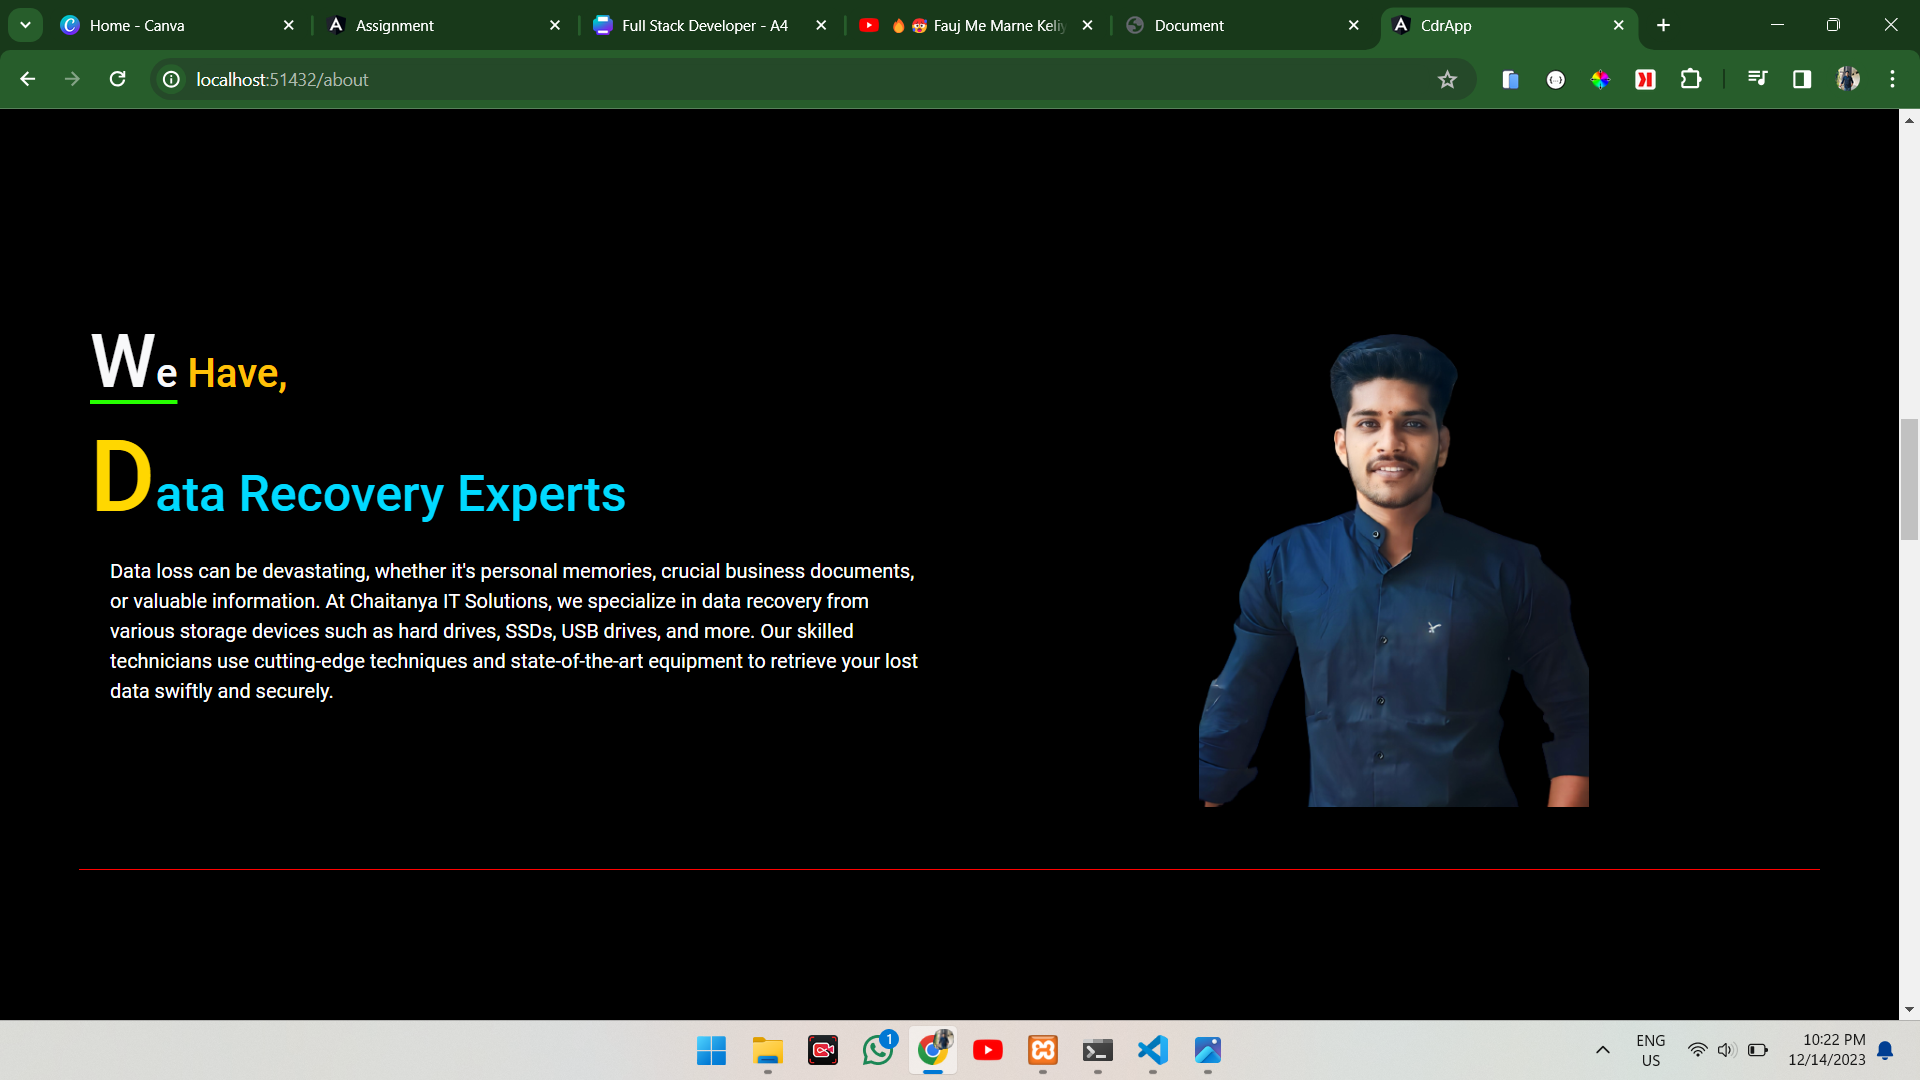 Home - Canva
Assignment
Full Stack Developer - A4
🔥 Fauj Me Marne Keliy
Document
CdrApp
localhost:51432/about
We Have,
Data Recovery Experts
Data loss can be devastating, whether it's personal memories, crucial business documents,
or valuable information. At Chaitanya IT Solutions, we specialize in data recovery from
various storage devices such as hard drives, SSDs, USB drives, and more. Our skilled
technicians use cutting-edge techniques and state-of-the-art equipment to retrieve your lost
data swiftly and securely.
1
ENG
US
10:22 PM
12/14/2023